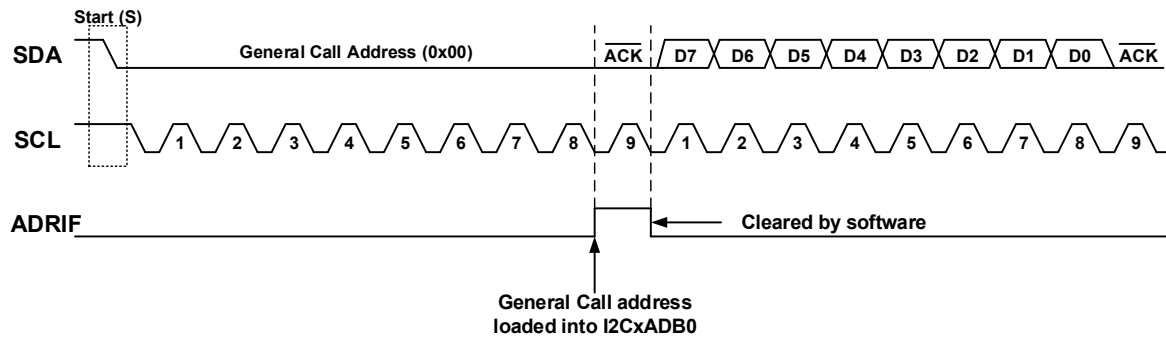 Start (S)
SDA General Call Address (0x00) ACK D7 D6 D5 D4 D3 D2 D1 D0 ACK
SCL 1 2 3 4 5 6 7 8 9 1 2 3 4 5 6 7 8 9
ADRIF Cleared by software
General Call address
loaded into I2CxADB0